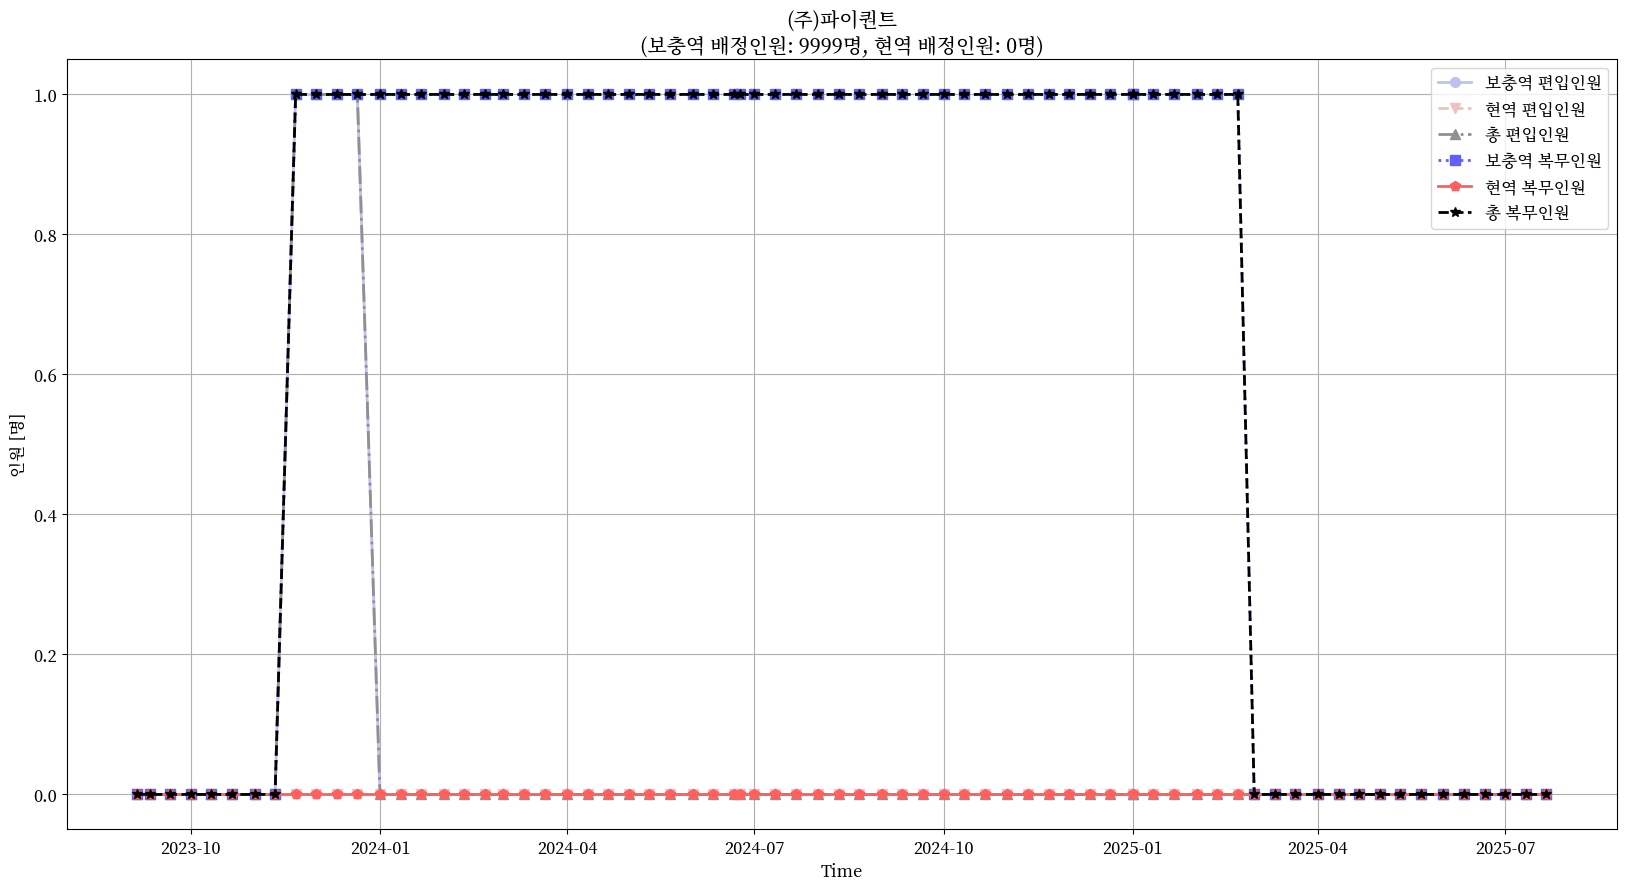 (주)파이퀀트
(보충역 배정인원: 9999명, 현역 배정인원: 0명)
1.0
0.8
0.6
0.4
0.2
0.0
인원 [명]
보충역 편입인원
현역 편입인원
총 편입인원
보충역 복무인원
현역 복무인원
총 복무인원
2023-10
2024-01
2024-04
2024-07
2024-10
2025-01
2025-04
2025-07
Time